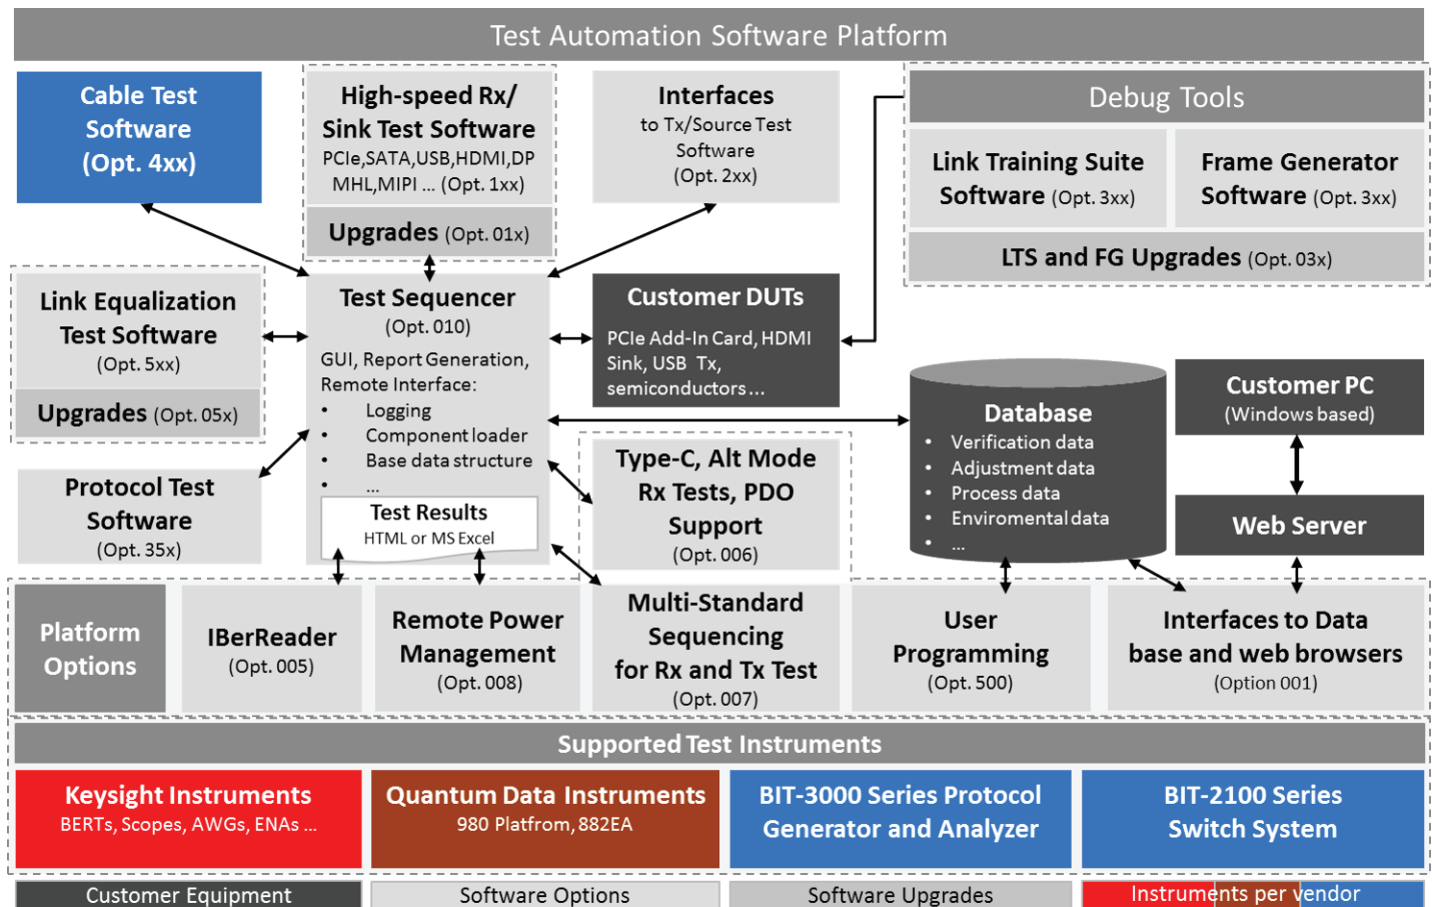 Test Automation Software Platform
Cable Test
Software
(Opt. 4xx)
High-speed Rx/
Sink Test Software
PCIe,SATA,USB,HDMI,DP
MHL,MIPI ... (Opt. 1xx)
Upgrades (Opt. 01x)
Interfaces
to Tx/Source Test
Software
(Opt. 2xx)
Debug Tools
Link Training Suite
Software (Opt. 3xx)
Frame Generator
Software (Opt. 3xx)
LTS and FG Upgrades (Opt. 03x)
Link Equalization
Test Software
(Opt. 5xx)
Upgrades (Opt. 05x)
Protocol Test
Software
(Opt. 35x)
Test Sequencer
(Opt. 010)
GUI, Report Generation,
Remote Interface:
• Logging
• Component loader
• Base data structure
• ...
Test Results
HTML or MS Excel
Customer DUTs
PCIe Add-In Card, HDMI
Sink, USB Tx,
semiconductors ...
Type-C, Alt Mode
Rx Tests, PDO
Support
(Opt. 006)
Database
• Verification data
• Adjustment data
• Process data
• Enviromental data
• ...
Customer PC
(Windows based)
Web Server
Platform
Options
IBerReader
(Opt. 005)
Remote Power
Management
(Opt. 008)
Multi-Standard
Sequencing
for Rx and Tx Test
(Opt. 007)
User
Programming
(Opt. 500)
Interfaces to Data
base and web browsers
(Option 001)
Supported Test Instruments
Keysight Instruments
BERTs, Scopes, AWGs, ENAs ...
Quantum Data Instruments
980 Platfrom, 882EA
BIT-3000 Series Protocol
Generator and Analyzer
BIT-2100 Series
Switch System
Customer Equipment
Software Options
Software Upgrades
Instruments per vendor